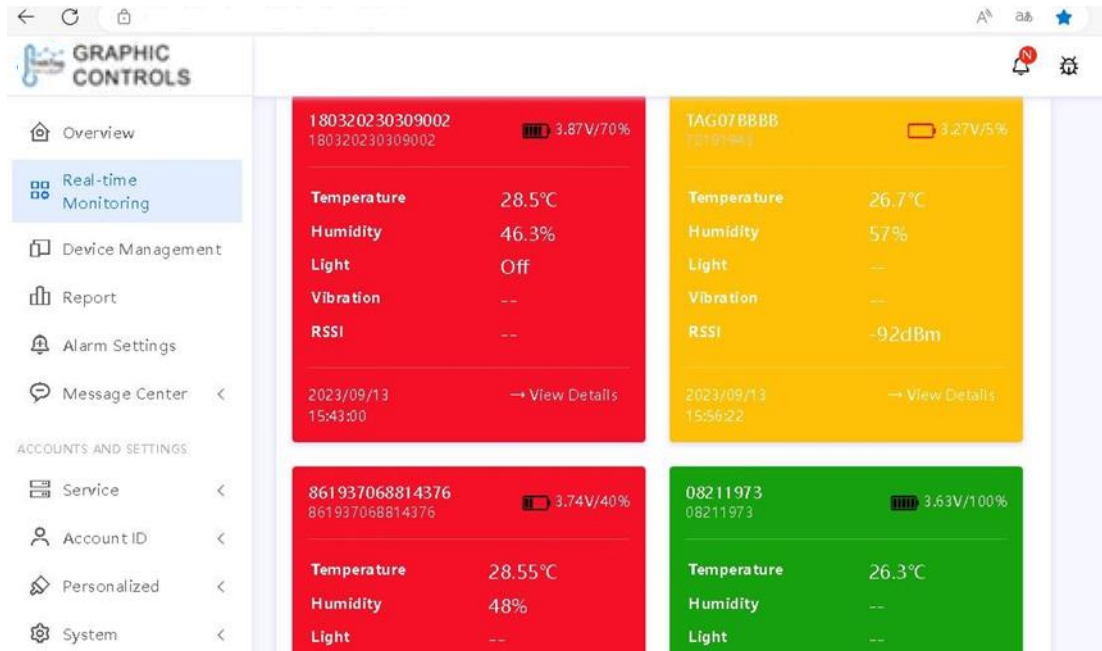 GRAPHIC
CONTROLS
N
Overview
Real-time
Monitoring
Device Management
Report
Alarm Settings
Message Center
ACCOUNTS AND SETTINGS
Service
Account ID
Personalized
System
180320230309002
180320230309002
3.87V/70%
Temperature 28.5℃
Humidity 46.3%
Light Off
Vibration --
RSSI --
2023/09/13
15:43:00
→ View Details
TAG07BBBB
3.27V/5%
Temperature 26.7℃
Humidity 57%
Light --
Vibration --
RSSI -92dBm
2023/09/13
15:56:22
→ View Details
861937068814376
861937068814376
3.74V/40%
Temperature 28.55℃
Humidity 48%
Light --
08211973
08211973
3.63V/100%
Temperature 26.3℃
Humidity --
Light --